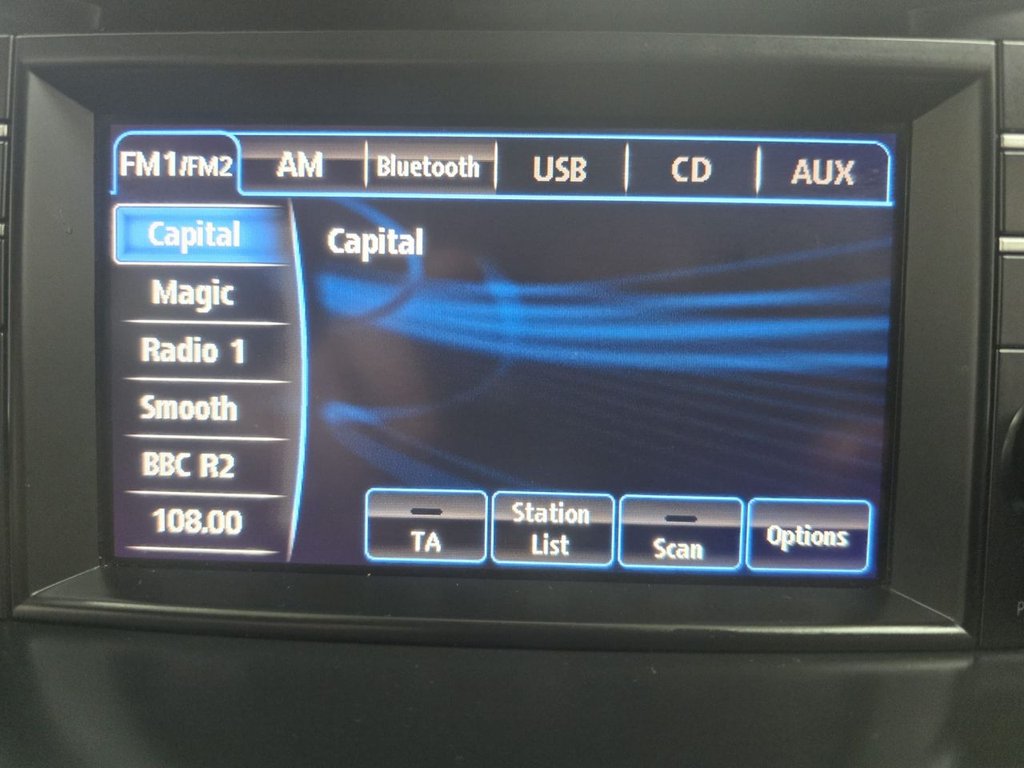 FM1/FM2 AM Bluetooth USB CD AUX
Capital
Magic
Radio 1
Smooth
BBC R2
108.00
Capital
TA
Station
List
Scan
Options